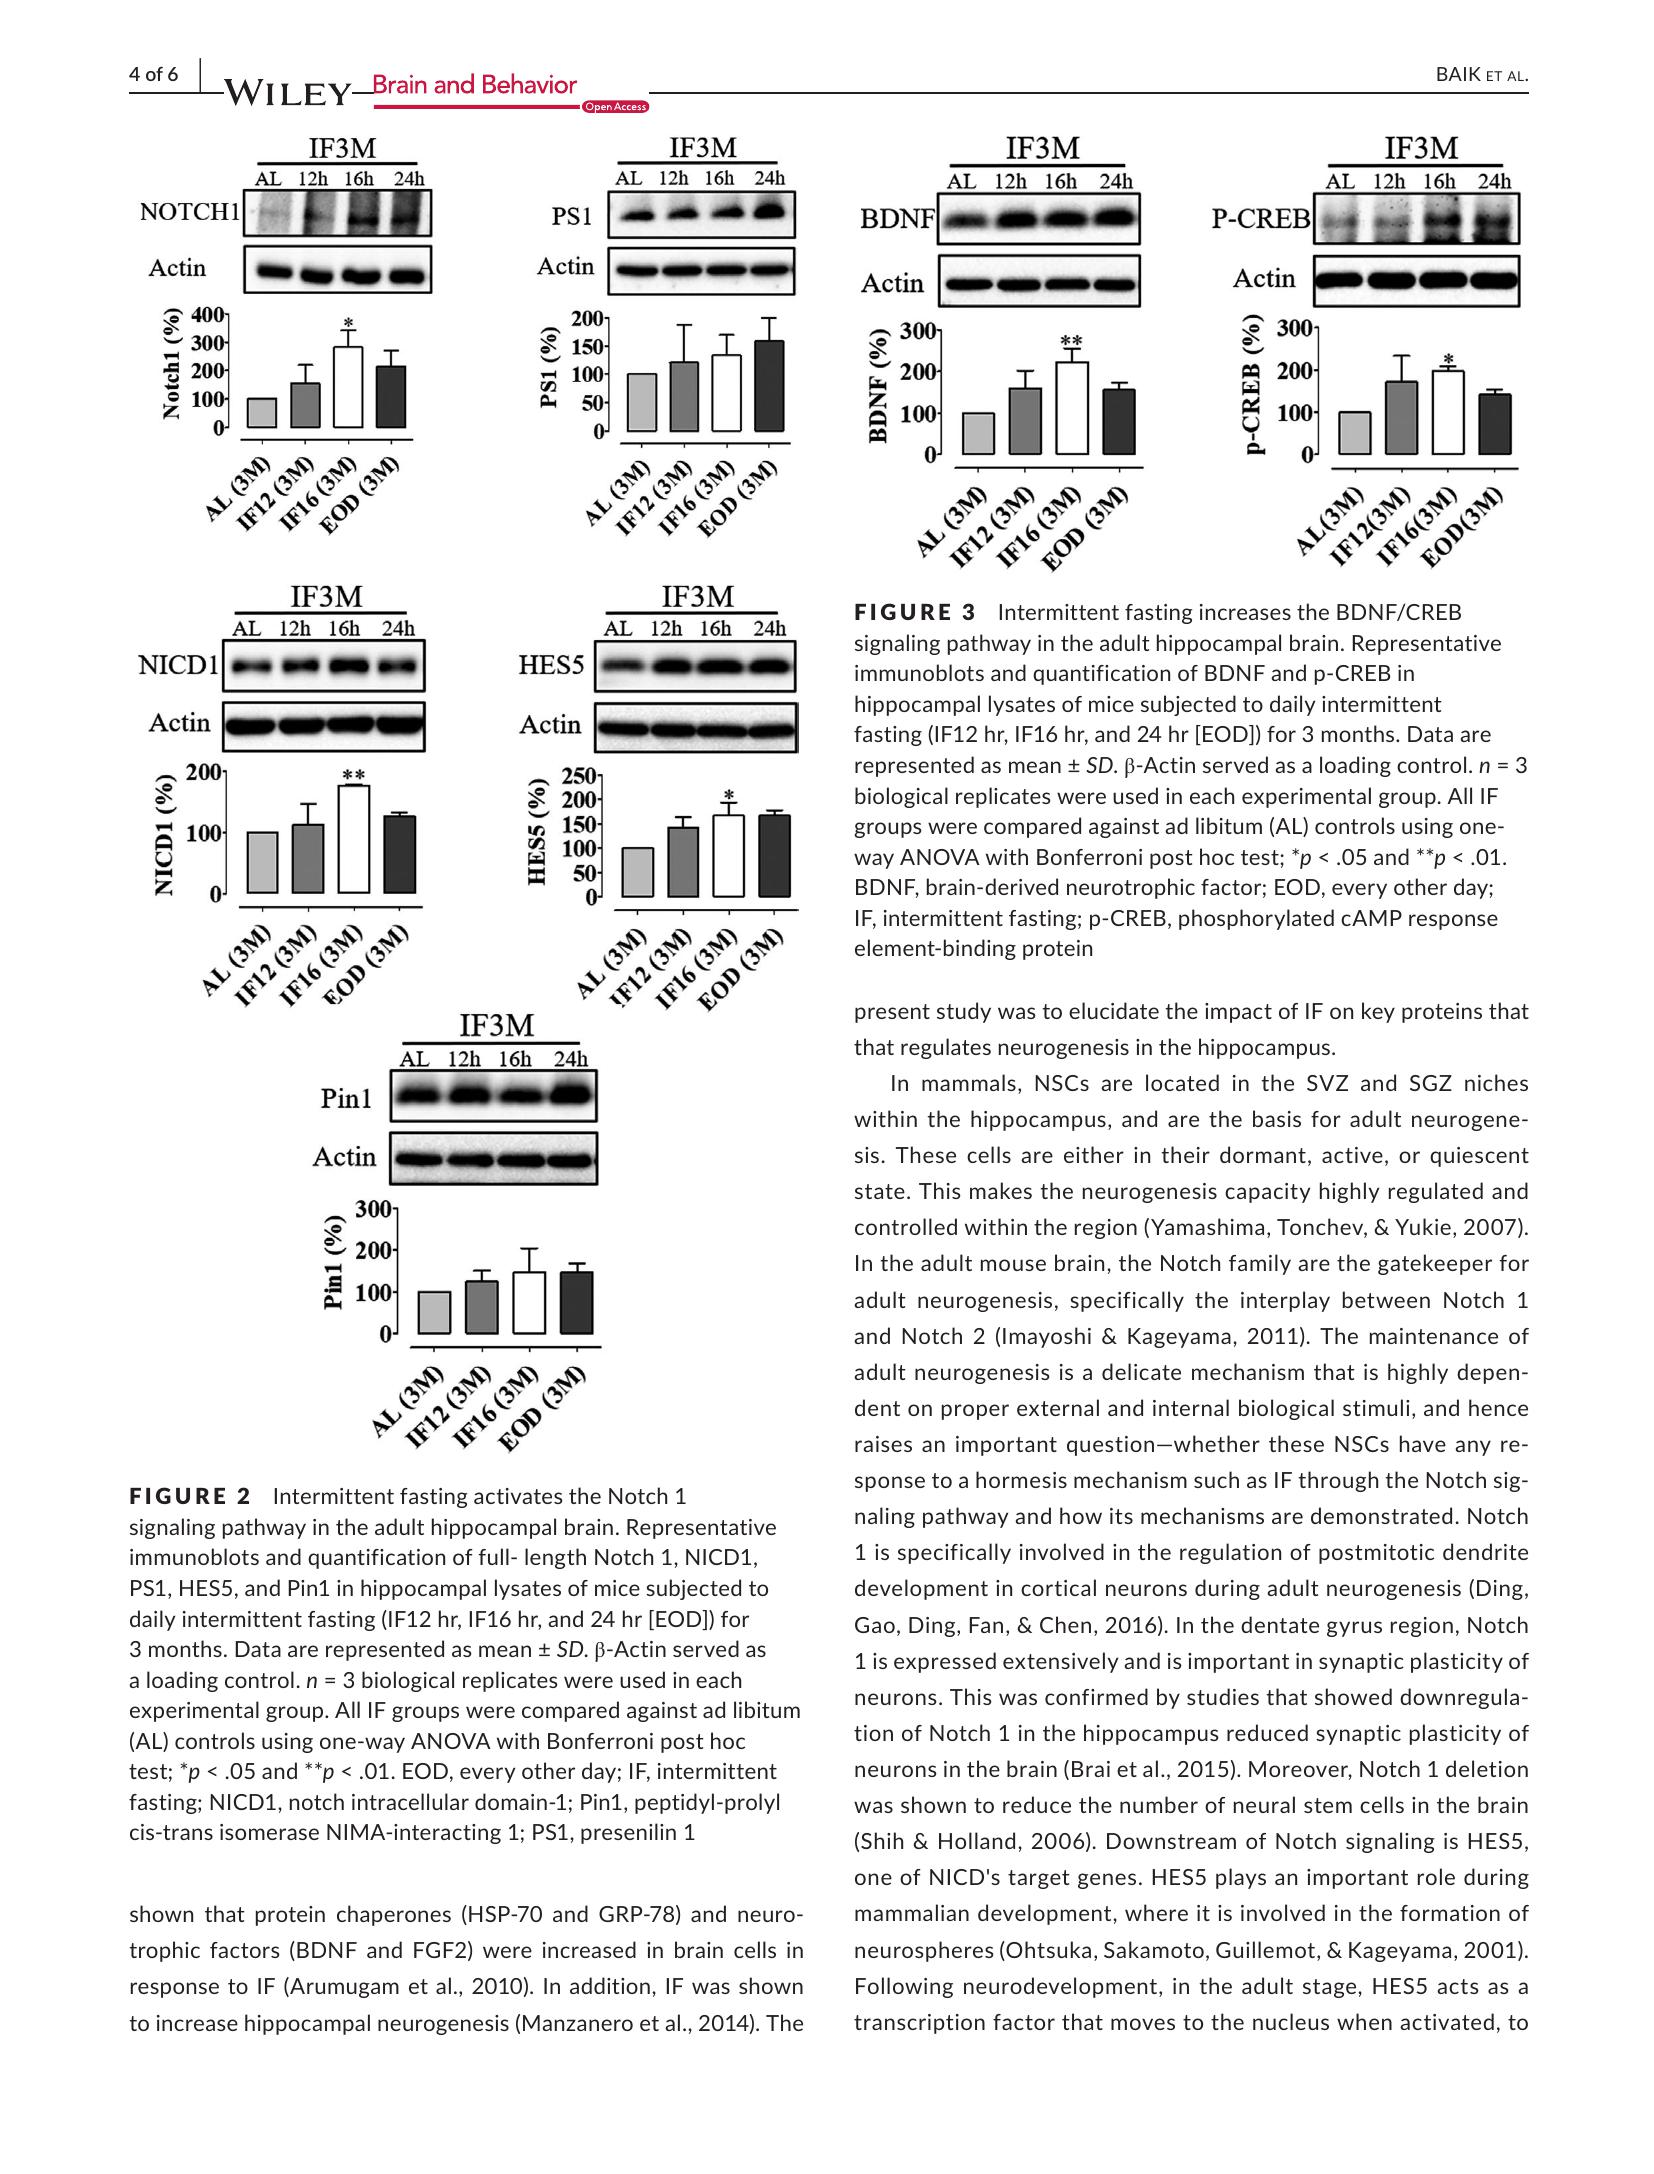 4 of 6
WILEY
Brain and Behavior
Open Access
BAIK ET AL.
IF3M
AL 12h 16h 24h
NOTCH1
Actin
Notch1 (%)
400
300
200
100
0
*
AL (3M)
IF12 (3M)
IF16 (3M)
EOD (3M)
IF3M
AL 12h 16h 24h
PS1
Actin
PS1 (%)
200
150
100
50
0
AL (3M)
IF12 (3M)
IF16 (3M)
EOD (3M)
IF3M
AL 12h 16h 24h
NICD1
Actin
NICD1 (%)
200
100
0
**
AL (3M)
IF12 (3M)
IF16 (3M)
EOD (3M)
IF3M
AL 12h 16h 24h
HES5
Actin
HES5 (%)
250
200
150
100
50
0
*
AL (3M)
IF12 (3M)
IF16 (3M)
EOD (3M)
IF3M
AL 12h 16h 24h
Pin1
Actin
Pin1 (%)
300
200
100
0
AL (3M)
IF12 (3M)
IF16 (3M)
EOD (3M)
FIGURE 2 Intermittent fasting activates the Notch 1
signaling pathway in the adult hippocampal brain. Representative
immunoblots and quantification of full- length Notch 1, NICD1,
PS1, HES5, and Pin1 in hippocampal lysates of mice subjected to
daily intermittent fasting (IF12 hr, IF16 hr, and 24 hr [EOD]) for
3 months. Data are represented as mean ± SD. β-Actin served as
a loading control. n = 3 biological replicates were used in each
experimental group. All IF groups were compared against ad libitum
(AL) controls using one-way ANOVA with Bonferroni post hoc
test; *p < .05 and **p < .01. EOD, every other day; IF, intermittent
fasting; NICD1, notch intracellular domain-1; Pin1, peptidyl-prolyl
cis-trans isomerase NIMA-interacting 1; PS1, presenilin 1
shown that protein chaperones (HSP-70 and GRP-78) and neuro-
trophic factors (BDNF and FGF2) were increased in brain cells in
response to IF (Arumugam et al., 2010). In addition, IF was shown
to increase hippocampal neurogenesis (Manzanero et al., 2014). The
IF3M
AL 12h 16h 24h
BDNF
Actin
BDNF (%)
300
200
100
0
**
AL (3M)
IF12 (3M)
IF16 (3M)
EOD (3M)
IF3M
AL 12h 16h 24h
P-CREB
Actin
p-CREB (%)
300
200
100
0
*
AL(3M)
IF12(3M)
IF16(3M)
EOD(3M)
FIGURE 3 Intermittent fasting increases the BDNF/CREB
signaling pathway in the adult hippocampal brain. Representative
immunoblots and quantification of BDNF and p-CREB in
hippocampal lysates of mice subjected to daily intermittent
fasting (IF12 hr, IF16 hr, and 24 hr [EOD]) for 3 months. Data are
represented as mean ± SD. β-Actin served as a loading control. n = 3
biological replicates were used in each experimental group. All IF
groups were compared against ad libitum (AL) controls using one-
way ANOVA with Bonferroni post hoc test; *p < .05 and **p < .01.
BDNF, brain-derived neurotrophic factor; EOD, every other day;
IF, intermittent fasting; p-CREB, phosphorylated cAMP response
element-binding protein
present study was to elucidate the impact of IF on key proteins that
that regulates neurogenesis in the hippocampus.
In mammals, NSCs are located in the SVZ and SGZ niches
within the hippocampus, and are the basis for adult neurogene-
sis. These cells are either in their dormant, active, or quiescent
state. This makes the neurogenesis capacity highly regulated and
controlled within the region (Yamashima, Tonchev, & Yukie, 2007).
In the adult mouse brain, the Notch family are the gatekeeper for
adult neurogenesis, specifically the interplay between Notch 1
and Notch 2 (Imayoshi & Kageyama, 2011). The maintenance of
adult neurogenesis is a delicate mechanism that is highly depen-
dent on proper external and internal biological stimuli, and hence
raises an important question—whether these NSCs have any re-
sponse to a hormesis mechanism such as IF through the Notch sig-
naling pathway and how its mechanisms are demonstrated. Notch
1 is specifically involved in the regulation of postmitotic dendrite
development in cortical neurons during adult neurogenesis (Ding,
Gao, Ding, Fan, & Chen, 2016). In the dentate gyrus region, Notch
1 is expressed extensively and is important in synaptic plasticity of
neurons. This was confirmed by studies that showed downregula-
tion of Notch 1 in the hippocampus reduced synaptic plasticity of
neurons in the brain (Brai et al., 2015). Moreover, Notch 1 deletion
was shown to reduce the number of neural stem cells in the brain
(Shih & Holland, 2006). Downstream of Notch signaling is HES5,
one of NICD's target genes. HES5 plays an important role during
mammalian development, where it is involved in the formation of
neurospheres (Ohtsuka, Sakamoto, Guillemot, & Kageyama, 2001).
Following neurodevelopment, in the adult stage, HES5 acts as a
transcription factor that moves to the nucleus when activated, to